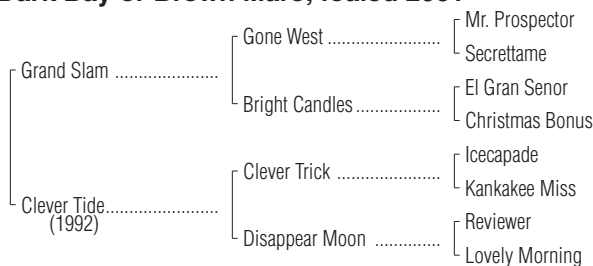 Dark Bay or Brown Mare; foaled
Mr. Prospector
Gone West ........................
Secrettame
Grand Slam ......................
El Gran Senor
Bright Candles..................
Christmas Bonus
Icecapade
Clever Trick ......................
Kankakee Miss
Clever Tide........................
(1992)
Reviewer
Disappear Moon ..............
Lovely Morning